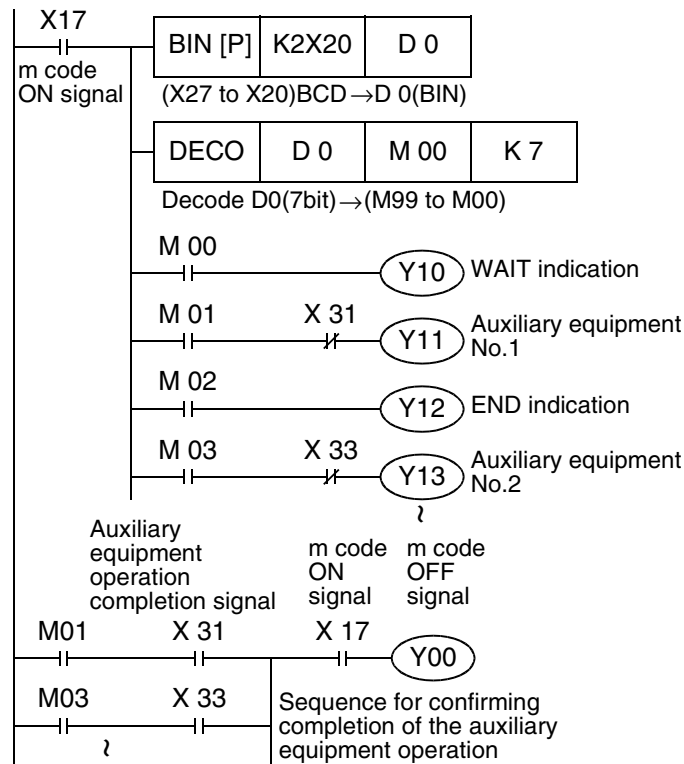 X17
BIN [P] K2X20 D 0
m code
ON signal
(X27 to X20)BCD→D 0(BIN)
DECO D 0 M 00 K 7
Decode D0(7bit)→(M99 to M00)
M 00
Y10 WAIT indication
M 01 X 31
Y11 Auxiliary equipment
No.1
M 02
Y12 END indication
M 03 X 33
Y13 Auxiliary equipment
No.2
~
Auxiliary
equipment
operation
completion signal
m code
ON
signal
m code
OFF
signal
M01 X 31 X 17
Y00
M03 X 33
~
Sequence for confirming
completion of the auxiliary
equipment operation